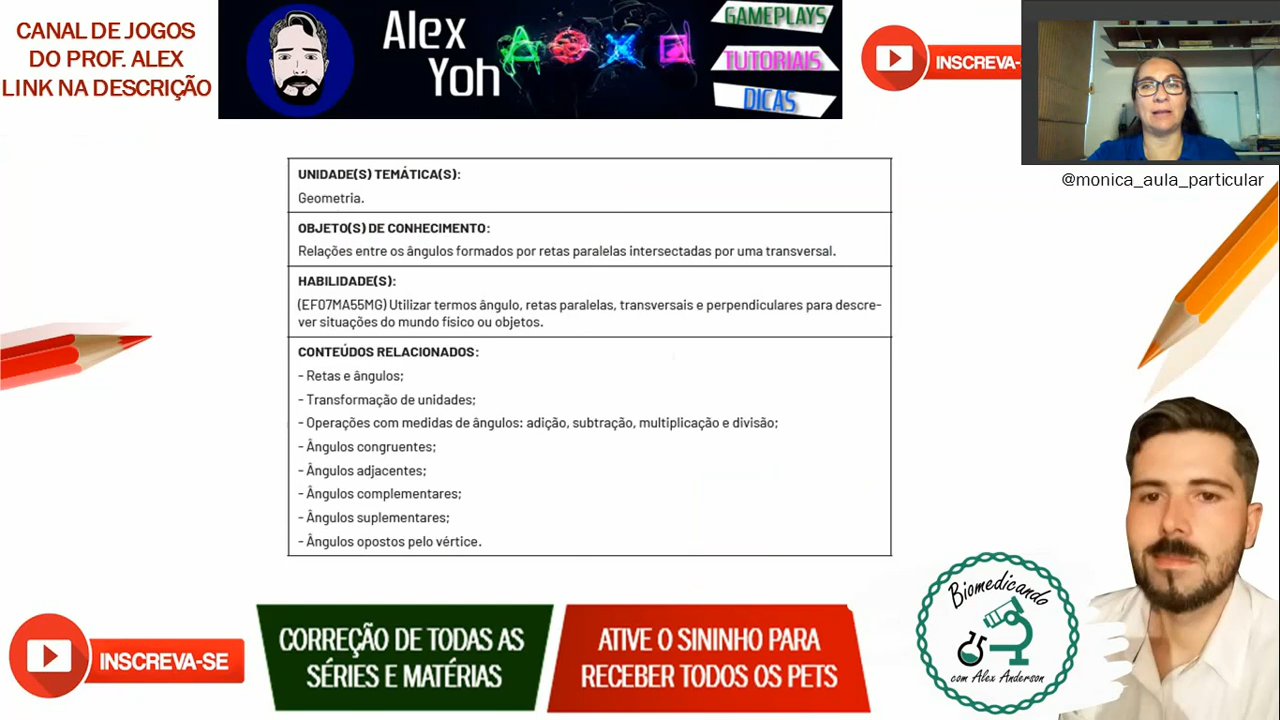 CANAL DE JOGOS
DO PROF. ALEX
LINK NA DESCRIÇÃO
Alex
Yoh
GAMEPLAYS
TUTORIAIS
DICAS
INSCREVA-
@monica_aula_particular
UNIDADE(S) TEMÁTICA(S):
Geometria.
OBJETO(S) DE CONHECIMENTO:
Relações entre os ângulos formados por retas paralelas intersectadas por uma transversal.
HABILIDADE(S):
(EF07MA55MG) Utilizar termos ângulo, retas paralelas, transversais e perpendiculares para descre-
ver situações do mundo físico ou objetos.
CONTEÚDOS RELACIONADOS:
- Retas e ângulos;
- Transformação de unidades;
- Operações com medidas de ângulos: adição, subtração, multiplicação e divisão;
- Ângulos congruentes;
- Ângulos adjacentes;
- Ângulos complementares;
- Ângulos suplementares;
- Ângulos opostos pelo vértice.
INSCREVA-SE
CORREÇÃO DE TODAS AS
SÉRIES E MATÉRIAS
ATIVE O SININHO PARA
RECEBER TODOS OS PETS
Biomedicando
com Alex Anderson